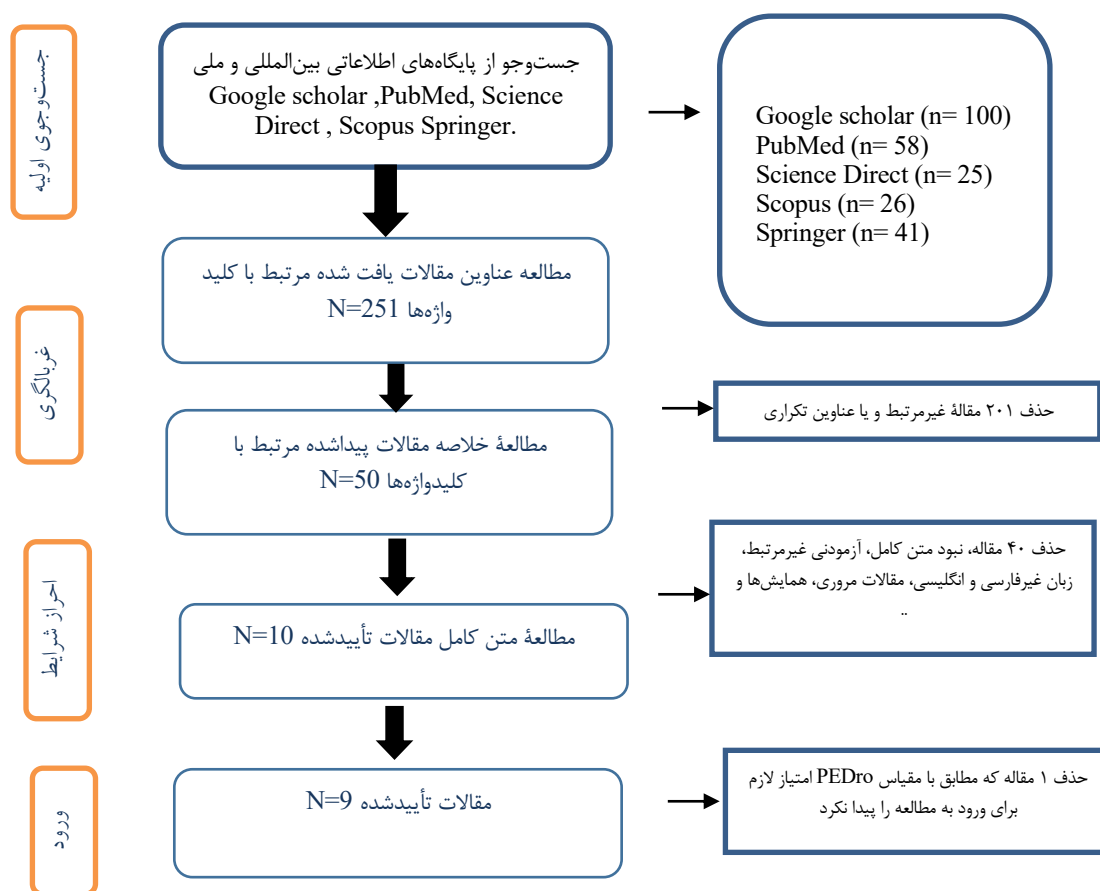 جست‌وجوی اولیه
جست‌وجو از پایگاه‌های اطلاعاتی بین‌المللی و ملی
Google scholar ,PubMed, Science
Direct , Scopus Springer.
Google scholar (n= 100)
PubMed (n= 58)
Science Direct (n= 25)
Scopus (n= 26)
Springer (n= 41)
مطالعه عناوین مقالات یافت شده مرتبط با کلید
واژه‌ها N=251
غربالگری
حذف ۲۰۱ مقالۀ غیرمرتبط و یا عناوین تکراری
مطالعۀ خلاصه مقالات پیداشده مرتبط با
کلیدواژه‌ها N=50
احراز شرایط
حذف ۴۰ مقاله، نبود متن کامل، آزمودنی غیرمرتبط،
زبان غیرفارسی و انگلیسی، مقالات مروری، همایش‌ها و
..
مطالعۀ متن کامل مقالات تأییدشده N=10
ورود
مقالات تأییدشده N=9
حذف ۱ مقاله که مطابق با مقیاس PEDro امتیاز لازم
برای ورود به مطالعه را پیدا نکرد